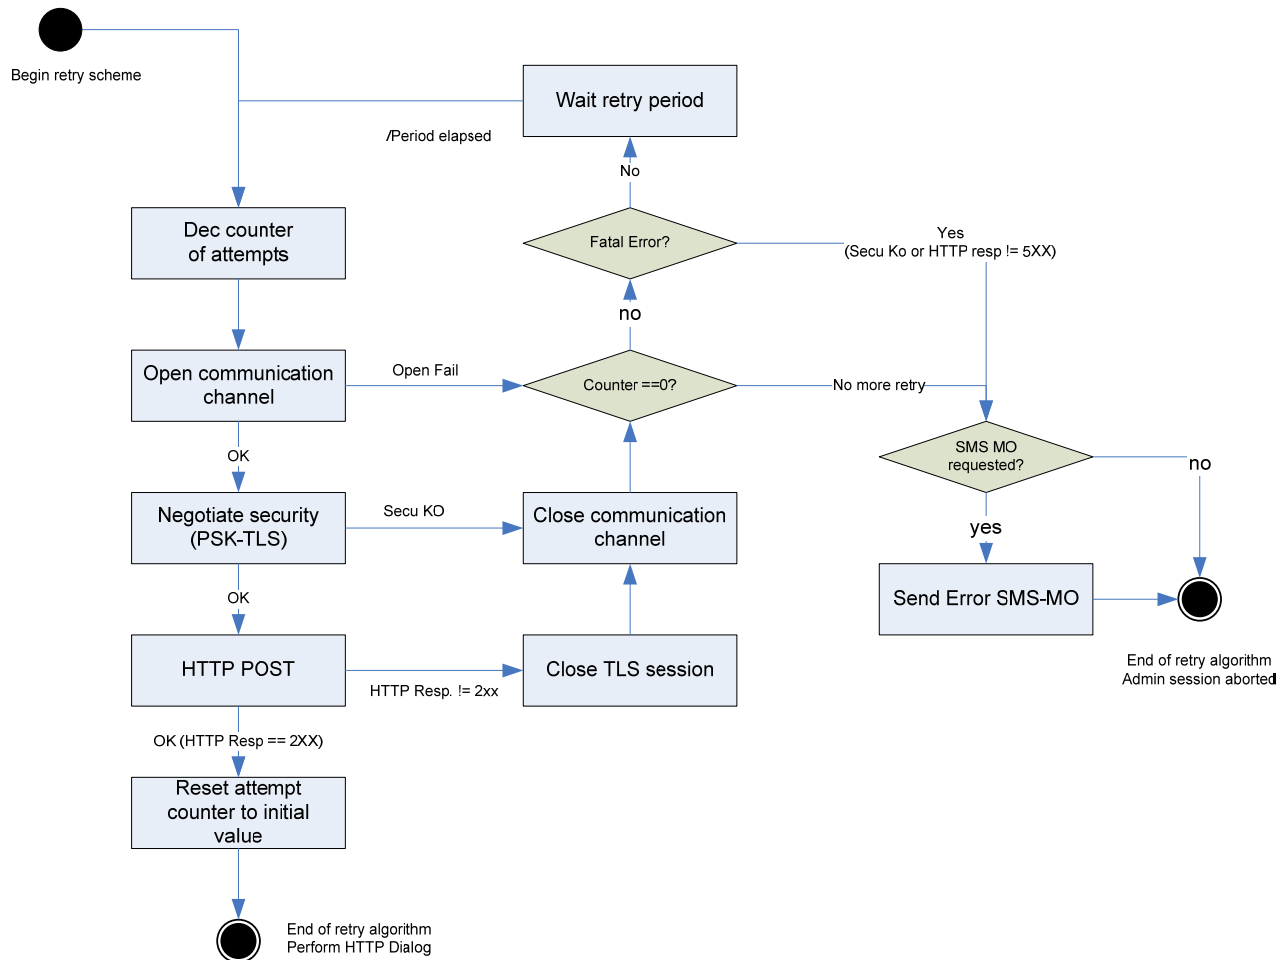 Begin retry scheme
Wait retry period
/Period elapsed
No
Dec counter
of attempts
Fatal Error?
Yes
(Secu Ko or HTTP resp != 5XX)
no
Open communication
channel
Open Fail
Counter ==0?
No more retry
OK
SMS MO
requested?
no
Negotiate security
(PSK-TLS)
Secu KO
Close communication
channel
yes
OK
Send Error SMS-MO
HTTP POST
HTTP Resp. != 2xx
Close TLS session
End of retry algorithm
Admin session aborted
OK (HTTP Resp == 2XX)
Reset attempt
counter to initial
value
End of retry algorithm
Perform HTTP Dialog